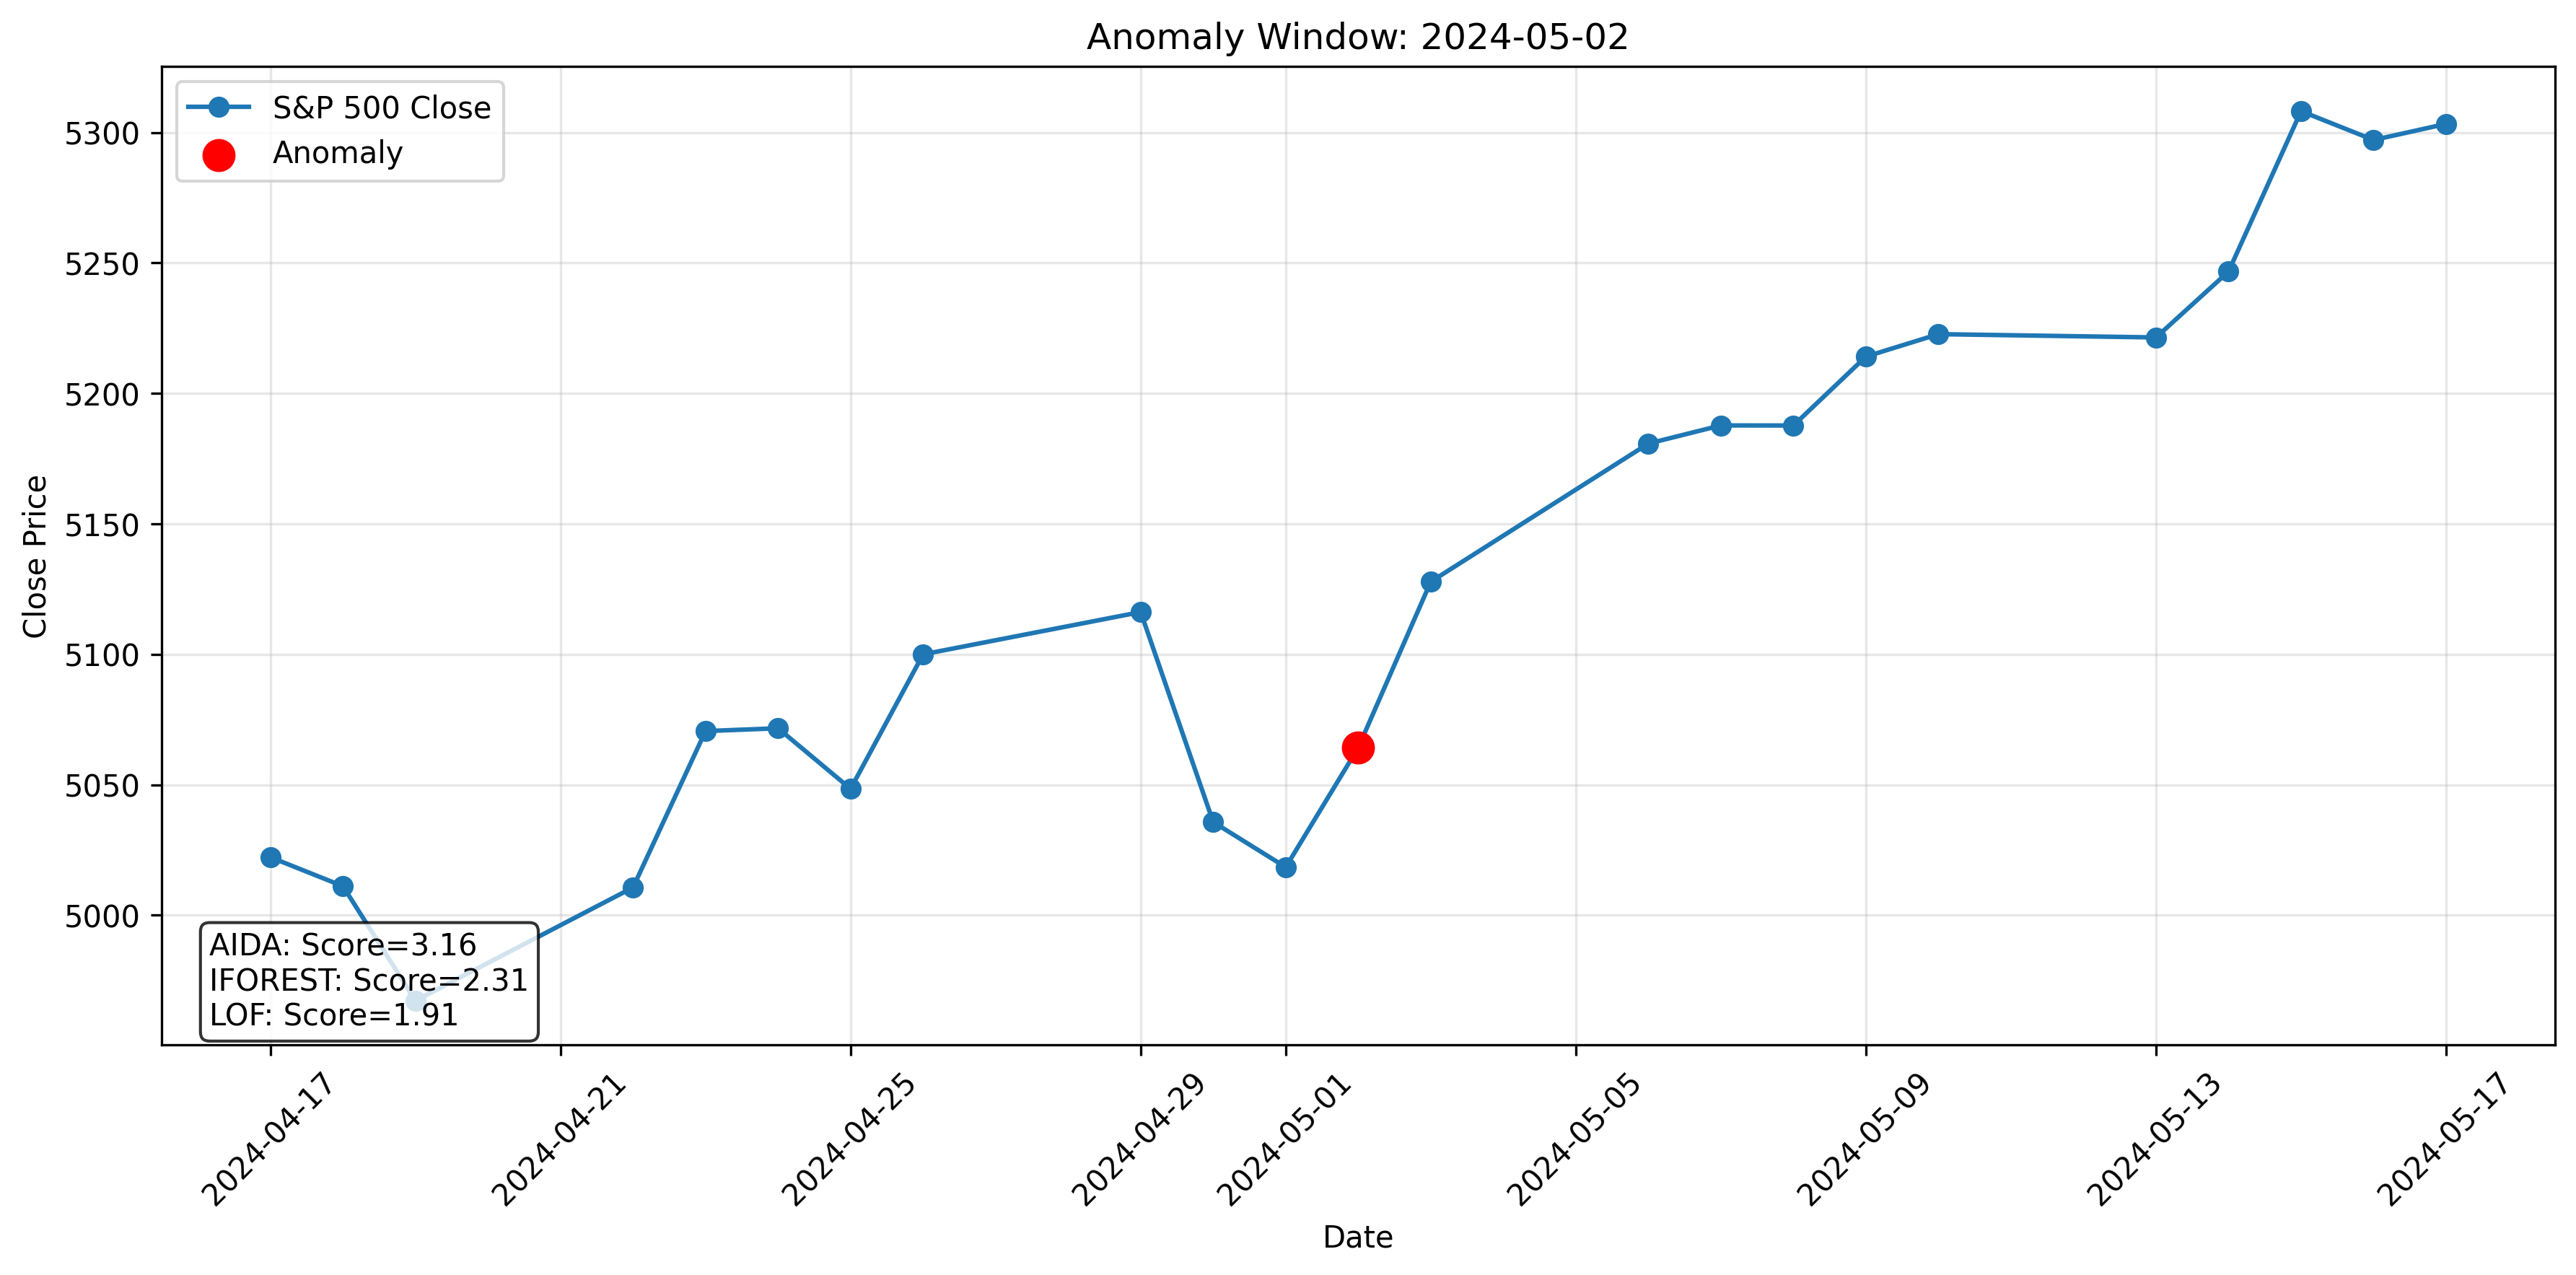 Anomaly Window: 2024-05-02
S&P 500 Close
Anomaly
Close Price
5300
5250
5200
5150
5100
5050
5000
AIDA: Score=3.16
IFOREST: Score=2.31
LOF: Score=1.91
2024-04-17
2024-04-21
2024-04-25
2024-04-29
2024-05-01
2024-05-05
2024-05-09
2024-05-13
2024-05-17
Date